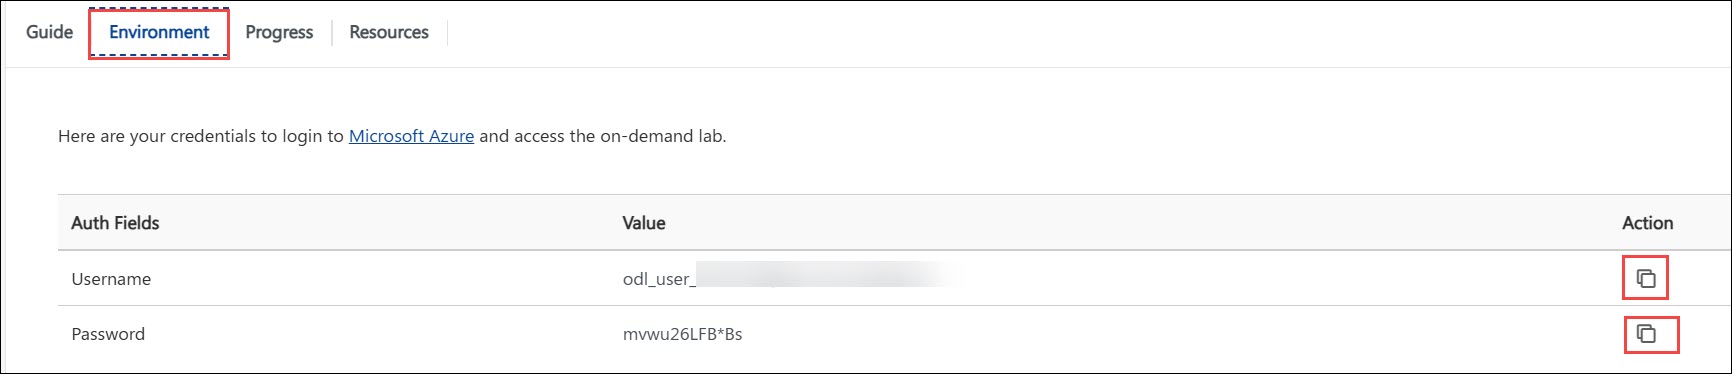 Guide Environment Progress Resources
Here are your credentials to login to Microsoft Azure and access the on-demand lab.
Auth Fields Value Action
Username odl_user_
Password mvwu26LFB*Bs